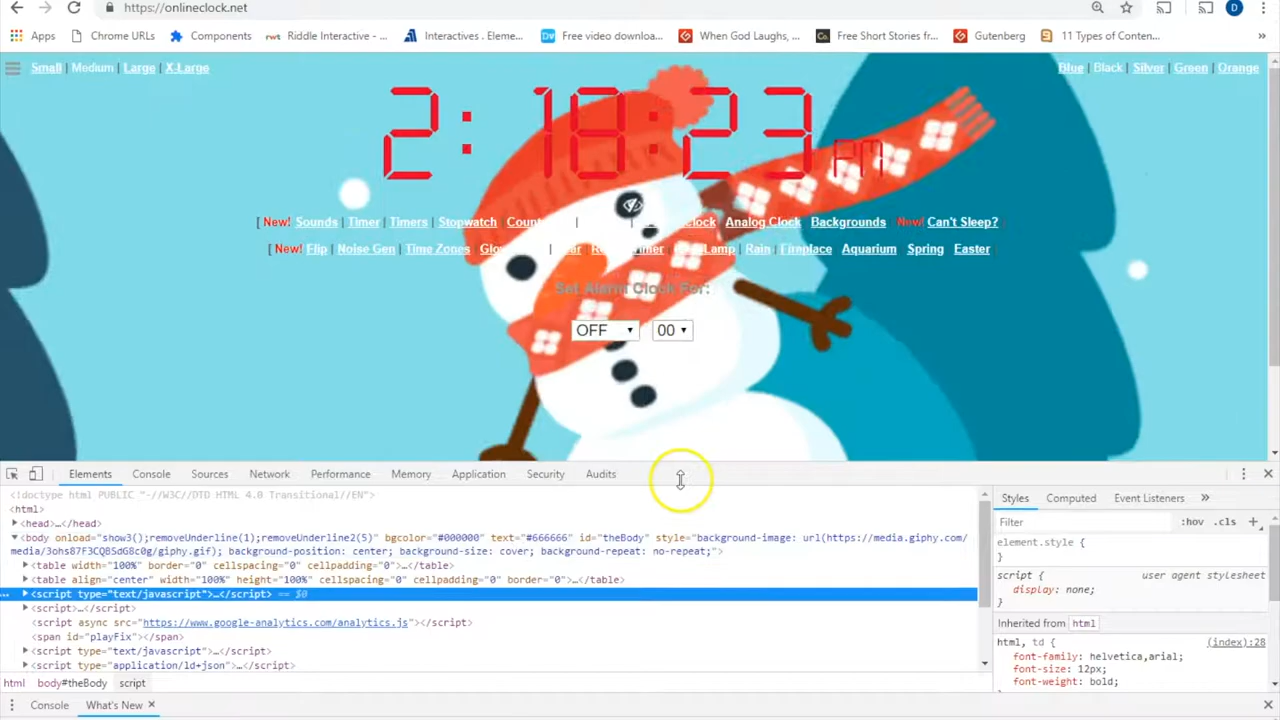 https://onlineclock.net D
Apps Chrome URLs Components Riddle Interactive - ... Interactives . Eleme... Free video downloa... When God Laughs, ... Free Short Stories fr... Gutenberg 11 Types of Conten... »
Small | Medium | Large | X-Large Blue | Black | Silver | Green | Orange
2:18:23 PM
[ New! Sounds | Timer | Timers | Stopwatch | Clock | Analog Clock | Backgrounds New! Can't Sleep?
[ New! Flip | Noise Gen | Time Zones | Lamp | Rain | Fireplace | Aquarium | Spring | Easter
Set Alarm Clock For:
OFF 00
Elements Console Sources Network Performance Memory Application Security Audits
<!doctype html PUBLIC "-//W3C//DTD HTML 4.0 Transitional//EN">
<html>
<head>…</head>
<body onload="show3();removeUnderline(1);removeUnderline2(5)" bgcolor="#000000" text="#666666" id="theBody" style="background-image: url(https://media.giphy.com/
media/3ohs87F3CQ8SdG8c0g/giphy.gif); background-position: center; background-size: cover; background-repeat: no-repeat;">
<table width="100%" border="0" cellspacing="0" cellpadding="0">…</table>
<table align="center" width="100%" height="100%" cellspacing="0" cellpadding="0" border="0">…</table>
... <script type="text/javascript">…</script> == $0
<script>…</script>
<script async src="https://www.google-analytics.com/analytics.js"></script>
<span id="playFix"></span>
<script type="text/javascript">…</script>
<script type="application/ld+json">…</script>
html body#theBody script
Styles Computed Event Listeners »
Filter :hov .cls +
element.style {
}
script { user agent stylesheet
display: none;
}
Inherited from html
html, td { (index):28
font-family: helvetica,arial;
font-size: 12px;
font-weight: bold;
Console What's New ×